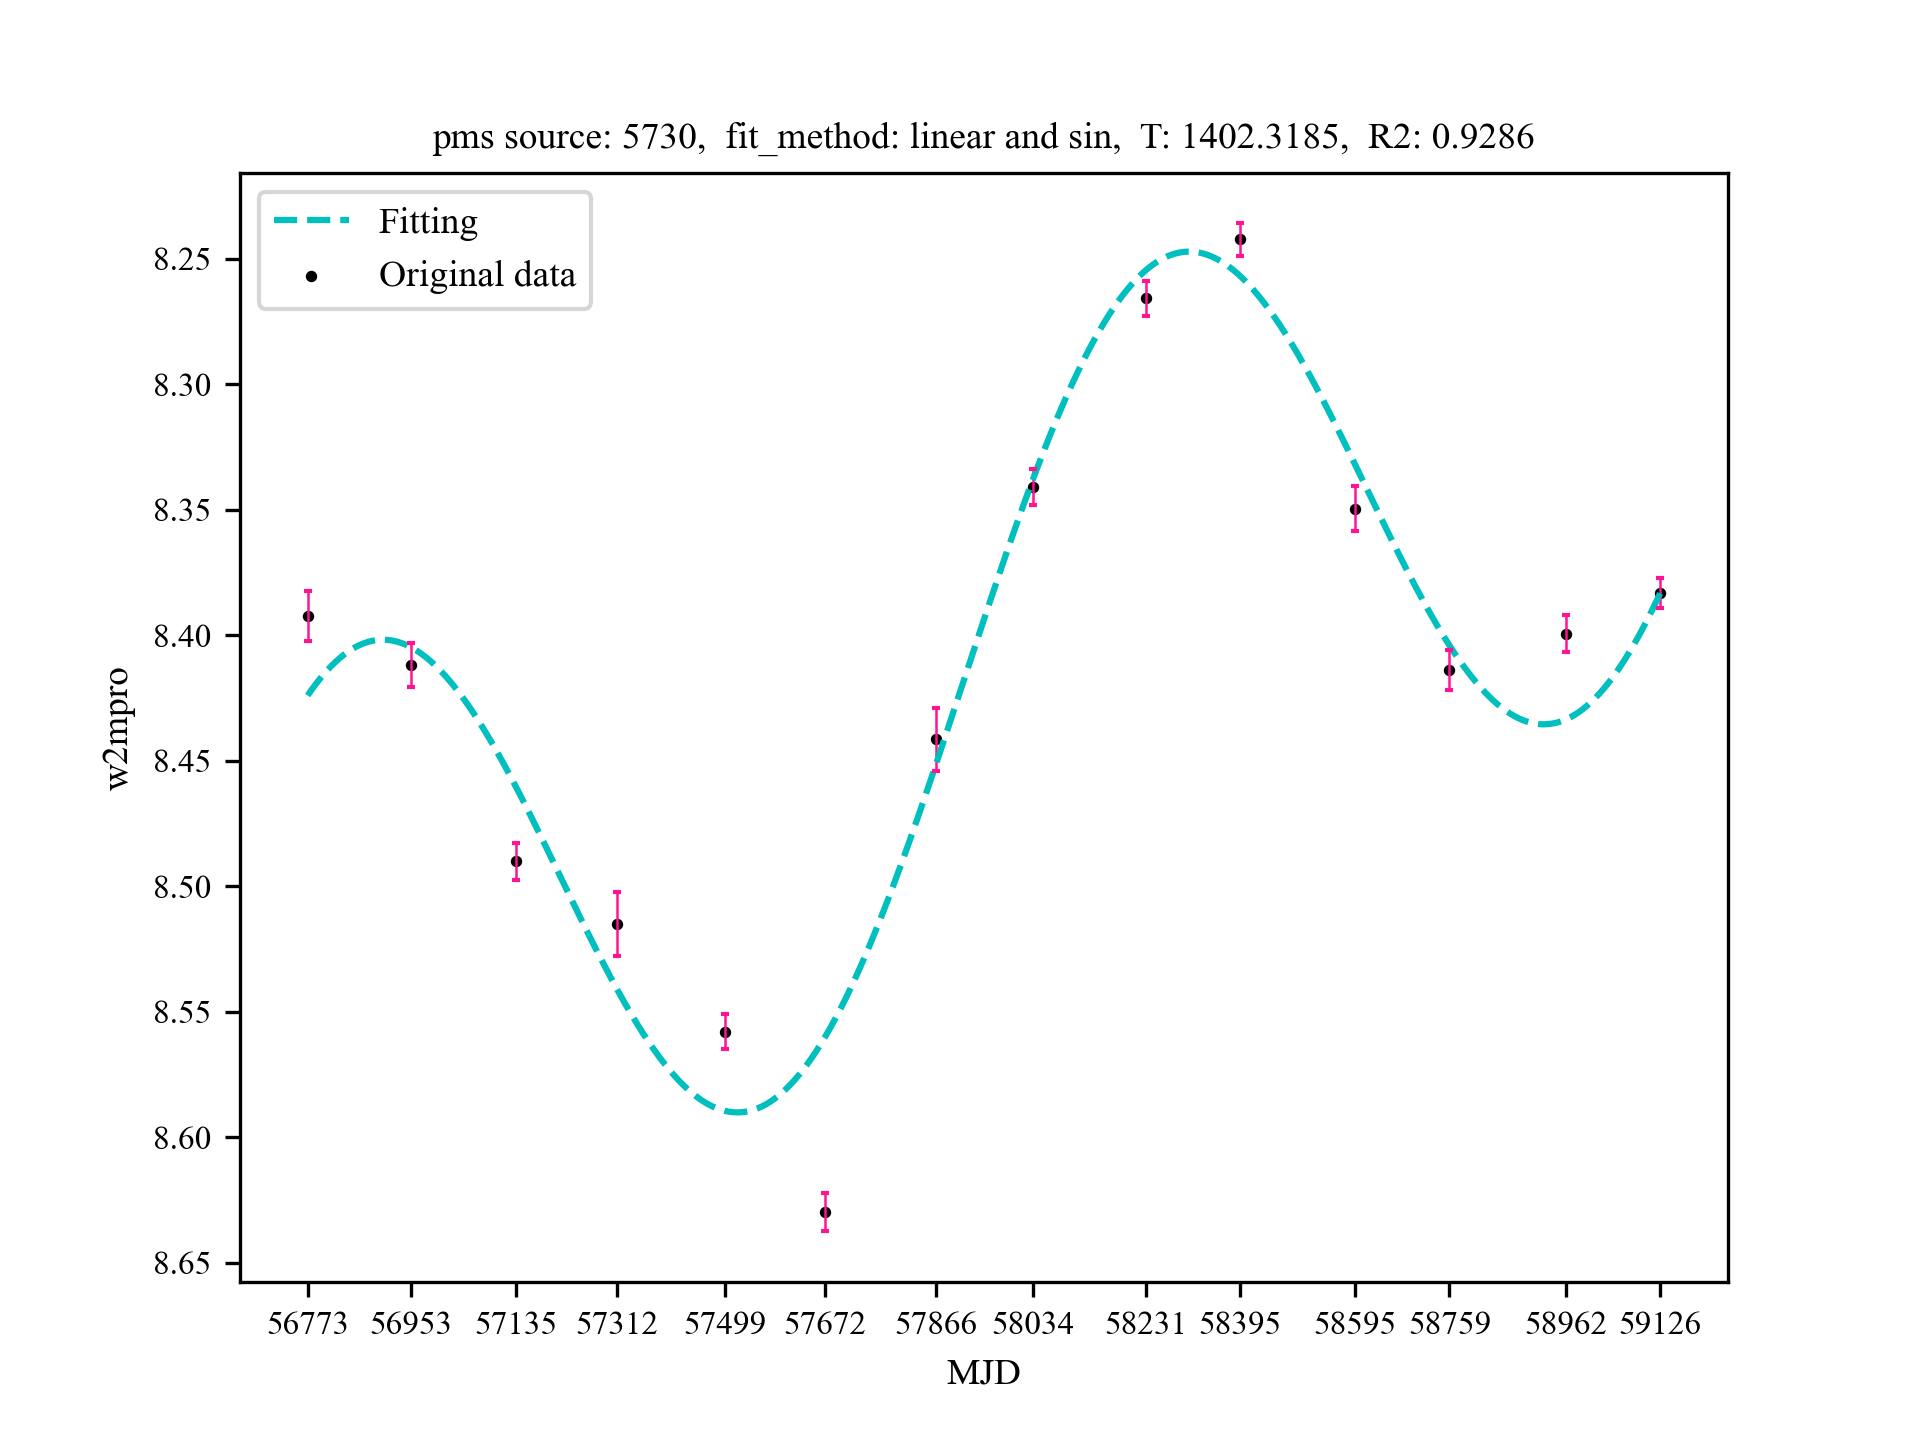 pms source: 5730, fit_method: linear and sin, T: 1402.3185, R2: 0.9286
Fitting
Original data
8.25
8.30
8.35
8.40
8.45
8.50
8.55
8.60
8.65
w2mpro
56773 56953 57135 57312 57499 57672 57866 58034 58231 58395 58595 58759 58962 59126
MJD